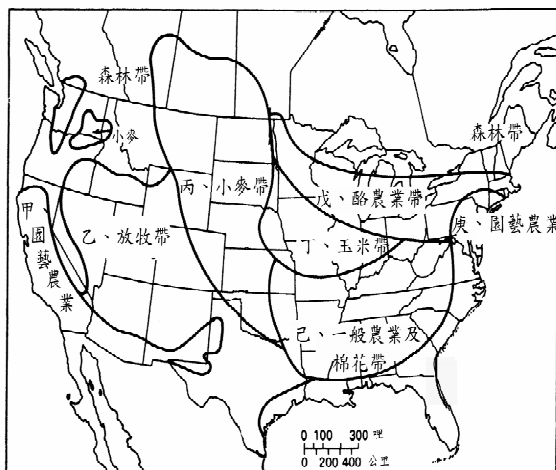 森林帶
小麥
森林帶
丙、小麥帶
戊、酪農業帶
甲
園
藝
農
業
乙、放牧帶
丁、玉米帶
庚、園藝農業
己、一般農業及
棉花帶
0 100 300 哩
0 200 400 公里